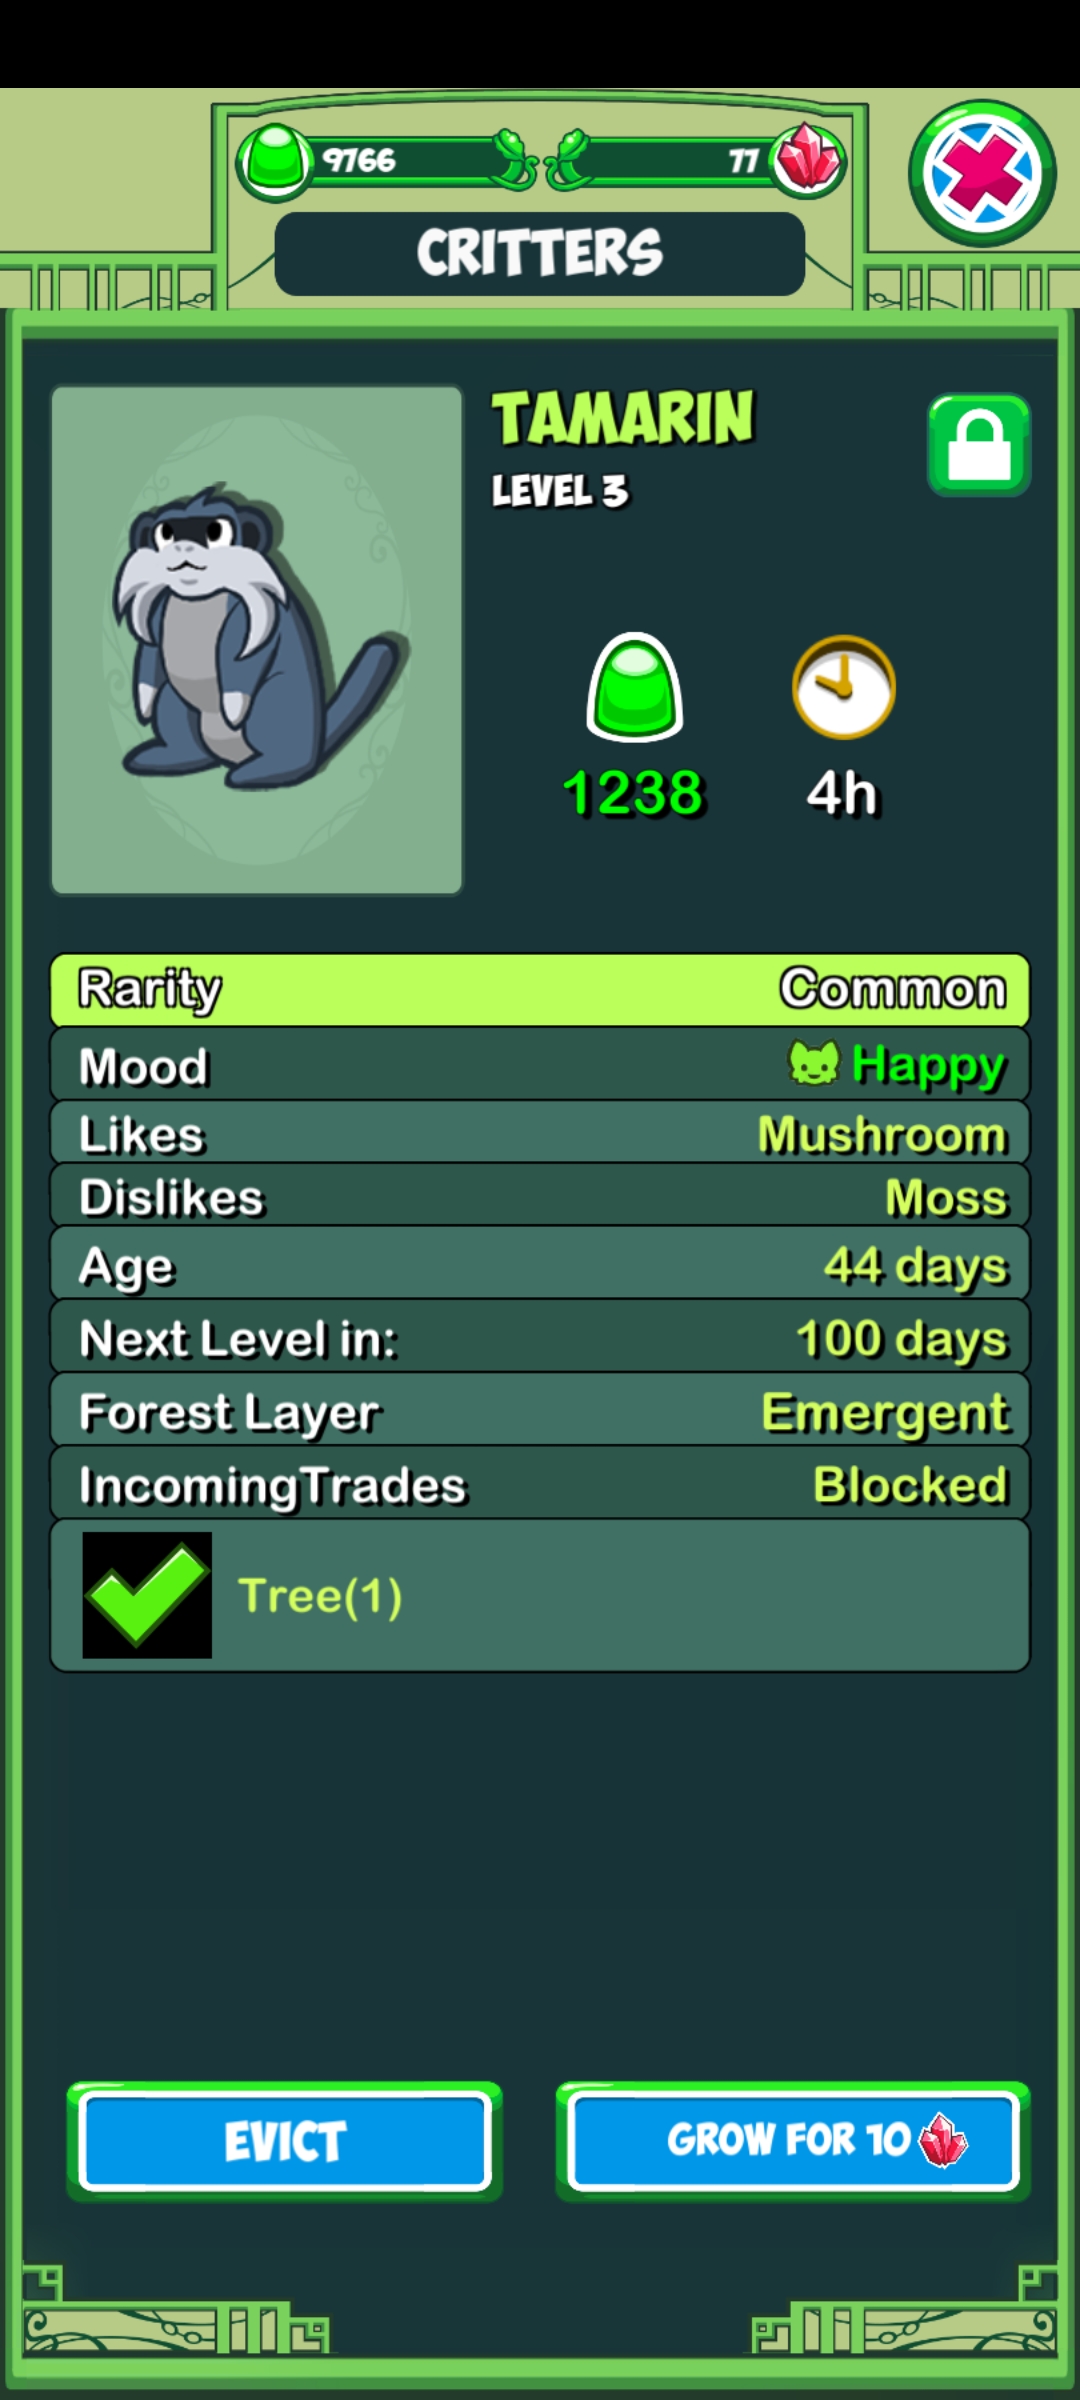 9766
77
CRITTERS
TAMARIN
LEVEL 3
1238
4h
Rarity Common
Mood Happy
Likes Mushroom
Dislikes Moss
Age 44 days
Next Level in: 100 days
Forest Layer Emergent
IncomingTrades Blocked
Tree(1)
EVICT
GROW FOR 10